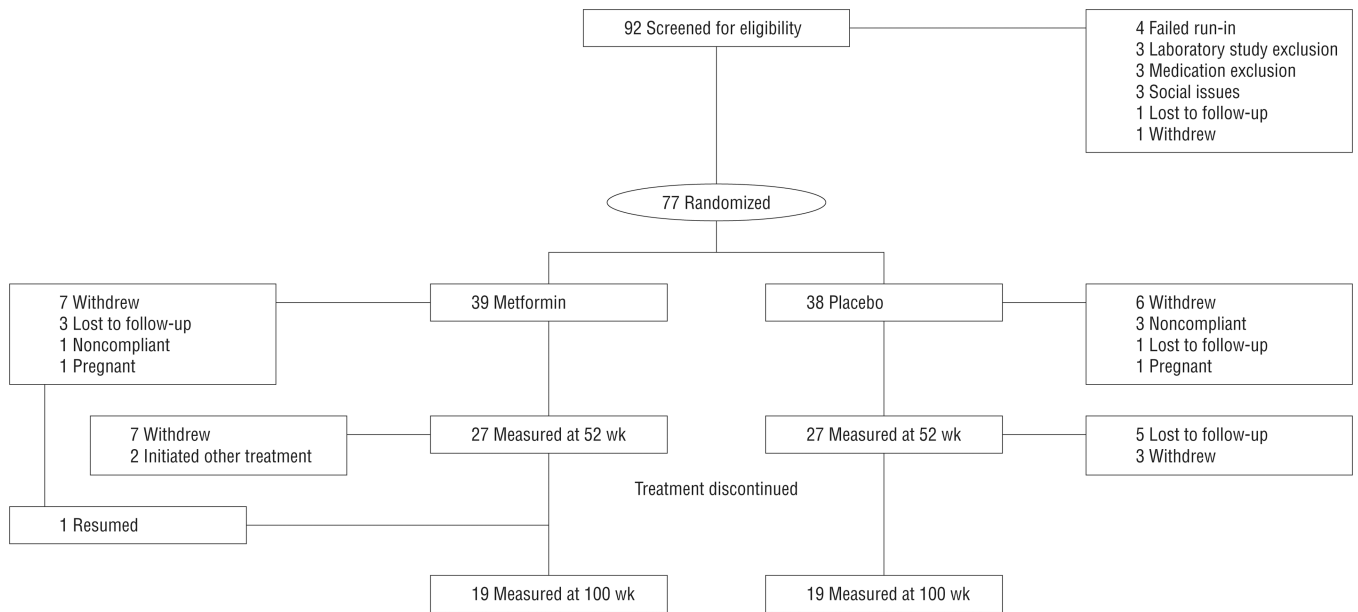 92 Screened for eligibility
4 Failed run-in
3 Laboratory study exclusion
3 Medication exclusion
3 Social issues
1 Lost to follow-up
1 Withdrew
77 Randomized
7 Withdrew
3 Lost to follow-up
1 Noncompliant
1 Pregnant
39 Metformin
38 Placebo
6 Withdrew
3 Noncompliant
1 Lost to follow-up
1 Pregnant
7 Withdrew
2 Initiated other treatment
27 Measured at 52 wk
27 Measured at 52 wk
5 Lost to follow-up
3 Withdrew
Treatment discontinued
1 Resumed
19 Measured at 100 wk
19 Measured at 100 wk